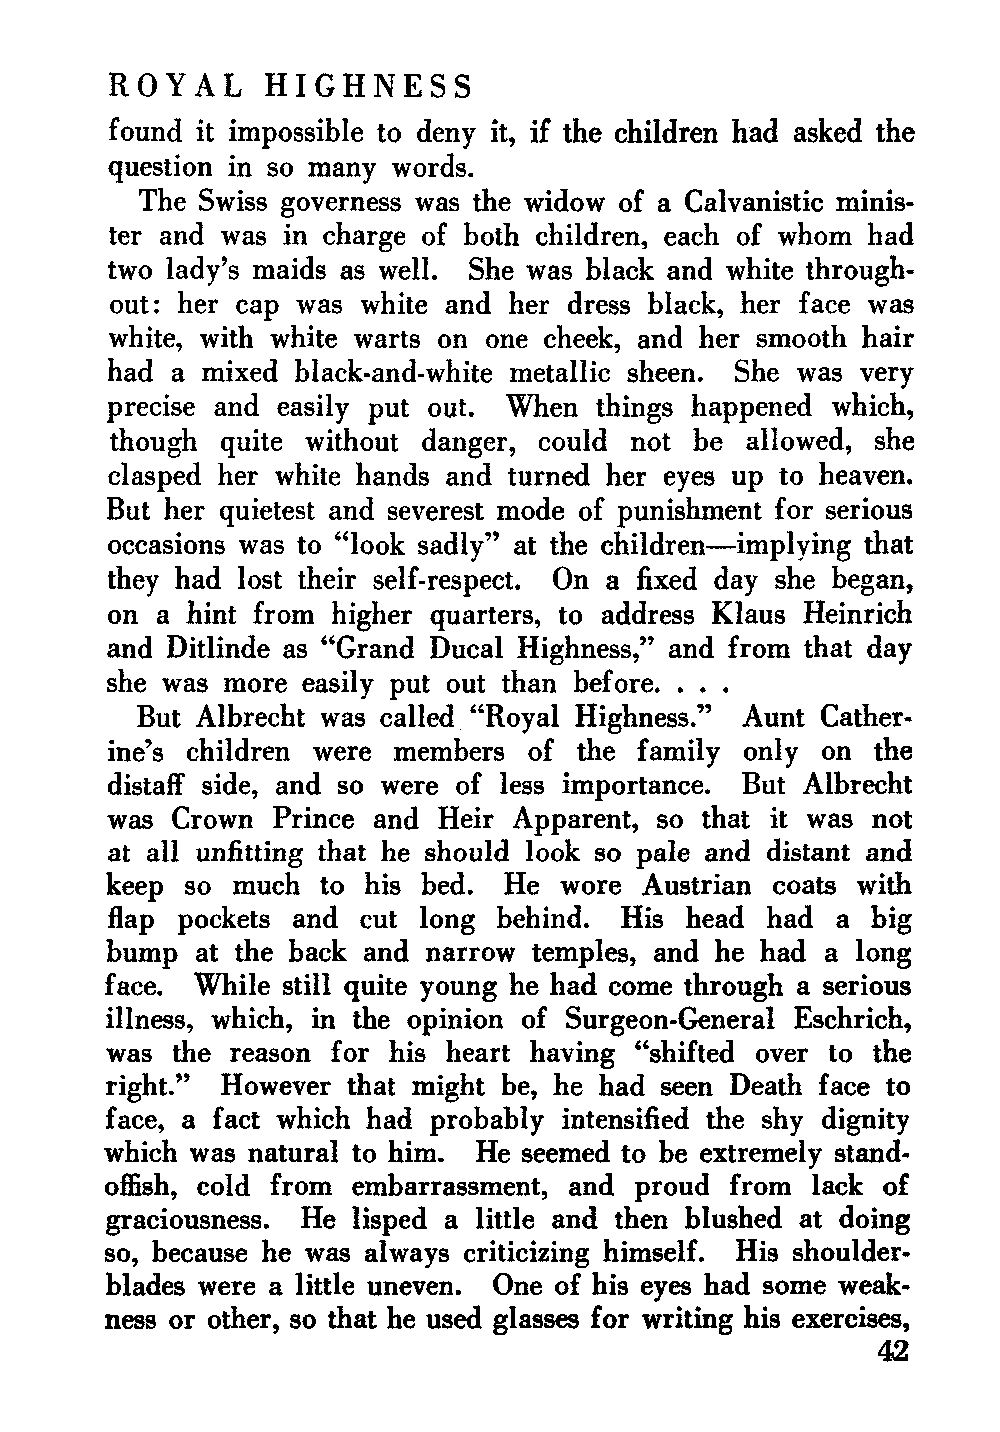 ROYAL HIGHNESS
found it impossible to deny it, if the children had asked the
question in so many words.
The Swiss governess was the widow of a Calvanistic minis-
ter and was in charge of both children, each of whom had
two lady's maids as well. She was black and white through-
out: her cap was white and her dress black, her face was
white, with white warts on one cheek, and her smooth hair
had a mixed black-and-white metallic sheen. She was very
precise and easily put out. When things happened which,
though quite without danger, could not be allowed, she
clasped her white hands and turned her eyes up to heaven.
But her quietest and severest mode of punishment for serious
occasions was to “look sadly” at the children—implying that
they had lost their self-respect. On a fixed day she began,
on a hint from higher quarters, to address Klaus Heinrich
and Ditlinde as “Grand Ducal Highness,” and from that day
she was more easily put out than before. . . .
But Albrecht was called “Royal Highness.” Aunt Cather-
ine's children were members of the family only on the
distaff side, and so were of less importance. But Albrecht
was Crown Prince and Heir Apparent, so that it was not
at all unfitting that he should look so pale and distant and
keep so much to his bed. He wore Austrian coats with
flap pockets and cut long behind. His head had a big
bump at the back and narrow temples, and he had a long
face. While still quite young he had come through a serious
illness, which, in the opinion of Surgeon-General Eschrich,
was the reason for his heart having “shifted over to the
right.” However that might be, he had seen Death face to
face, a fact which had probably intensified the shy dignity
which was natural to him. He seemed to be extremely stand-
offish, cold from embarrassment, and proud from lack of
graciousness. He lisped a little and then blushed at doing
so, because he was always criticizing himself. His shoulder-
blades were a little uneven. One of his eyes had some weak-
ness or other, so that he used glasses for writing his exercises,
42